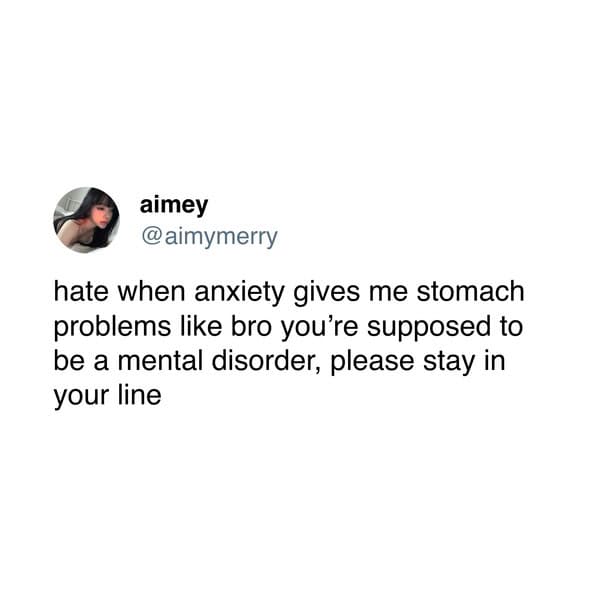 aimey
@aimymerry
hate when anxiety gives me stomach
problems like bro you’re supposed to
be a mental disorder, please stay in
your line